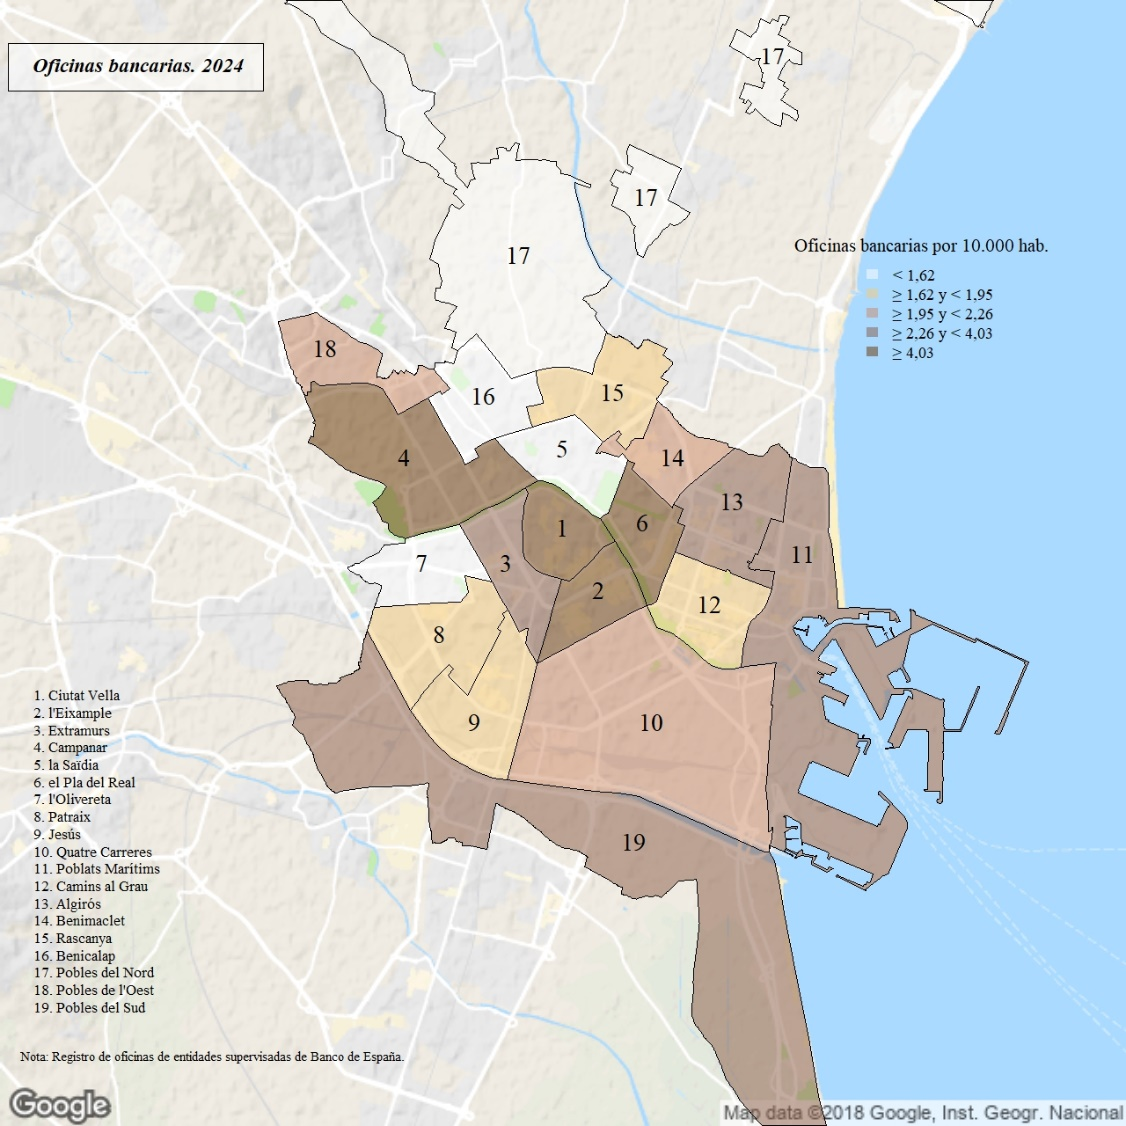 Oficinas bancarias. 2024
17
17
17
Oficinas bancarias por 10.000 hab.
< 1,62
≥ 1,62 y < 1,95
≥ 1,95 y < 2,26
≥ 2,26 y < 4,03
≥ 4,03
18
16
15
5
4
14
13
1
6
11
7
3
2
12
8
9
10
19
1. Ciutat Vella
2. l'Eixample
3. Extramurs
4. Campanar
5. la Saïdia
6. el Pla del Real
7. l'Olivereta
8. Patraix
9. Jesús
10. Quatre Carreres
11. Poblats Marítims
12. Camins al Grau
13. Algirós
14. Benimaclet
15. Rascanya
16. Benicalap
17. Pobles del Nord
18. Pobles de l'Oest
19. Pobles del Sud
Nota: Registro de oficinas de entidades supervisadas de Banco de España.
Google
Map data ©2018 Google, Inst. Geogr. Nacional